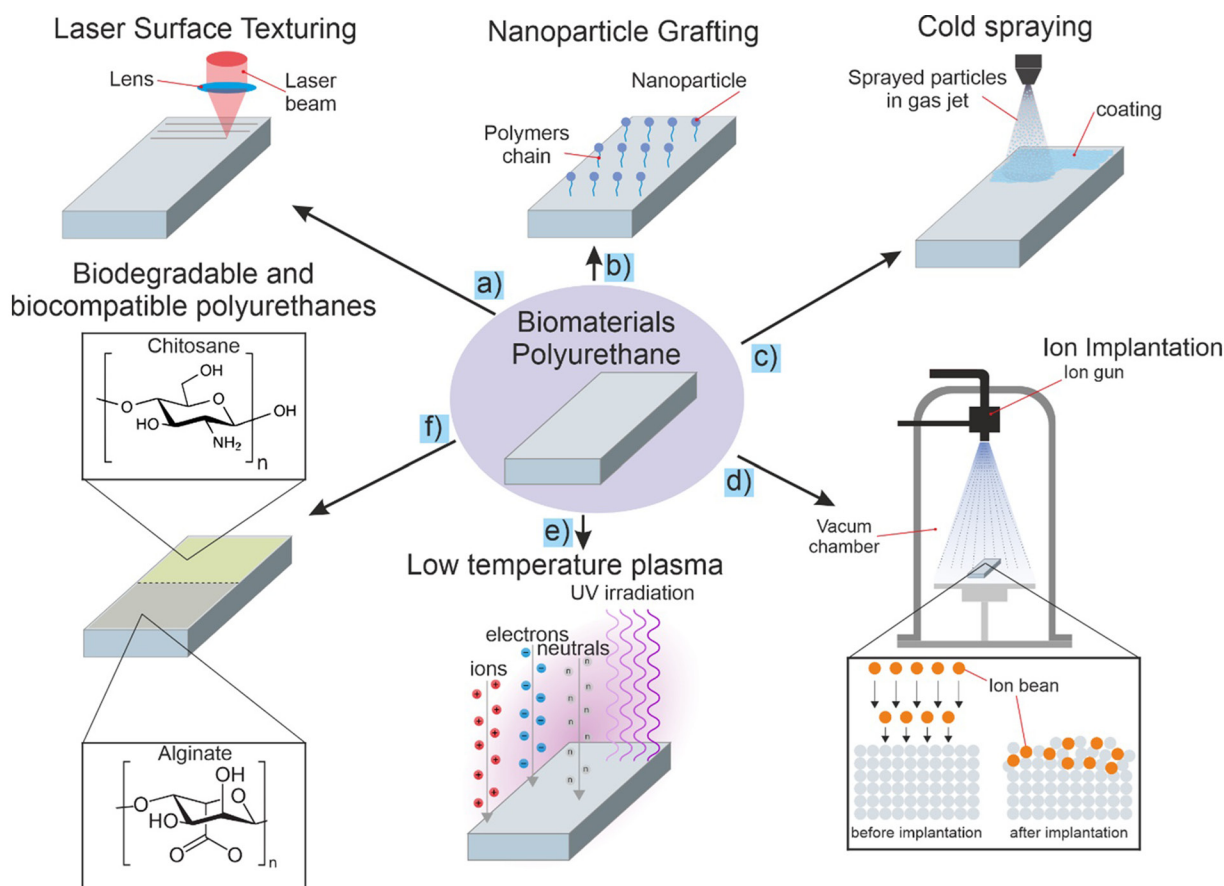 Laser Surface Texturing
Lens
Laser
beam
Nanoparticle Grafting
Nanoparticle
Polymers
chain
Cold spraying
Sprayed particles
in gas jet
coating
a)
b)
c)
Biomaterials
Polyurethane
Biodegradable and
biocompatible polyurethanes
Chitosane
OH
O
O
HO
NH₂
OH
n
f)
d)
e)
Ion Implantation
Ion gun
Vacum
chamber
Low temperature plasma
UV irradiation
electrons
neutrals
ions
+ + + + + + + + +
− − − − − − − − −
n n n n n n n n n
Alginate
OH
O
O
HO
O
O
n
Ion bean
before implantation
after implantation